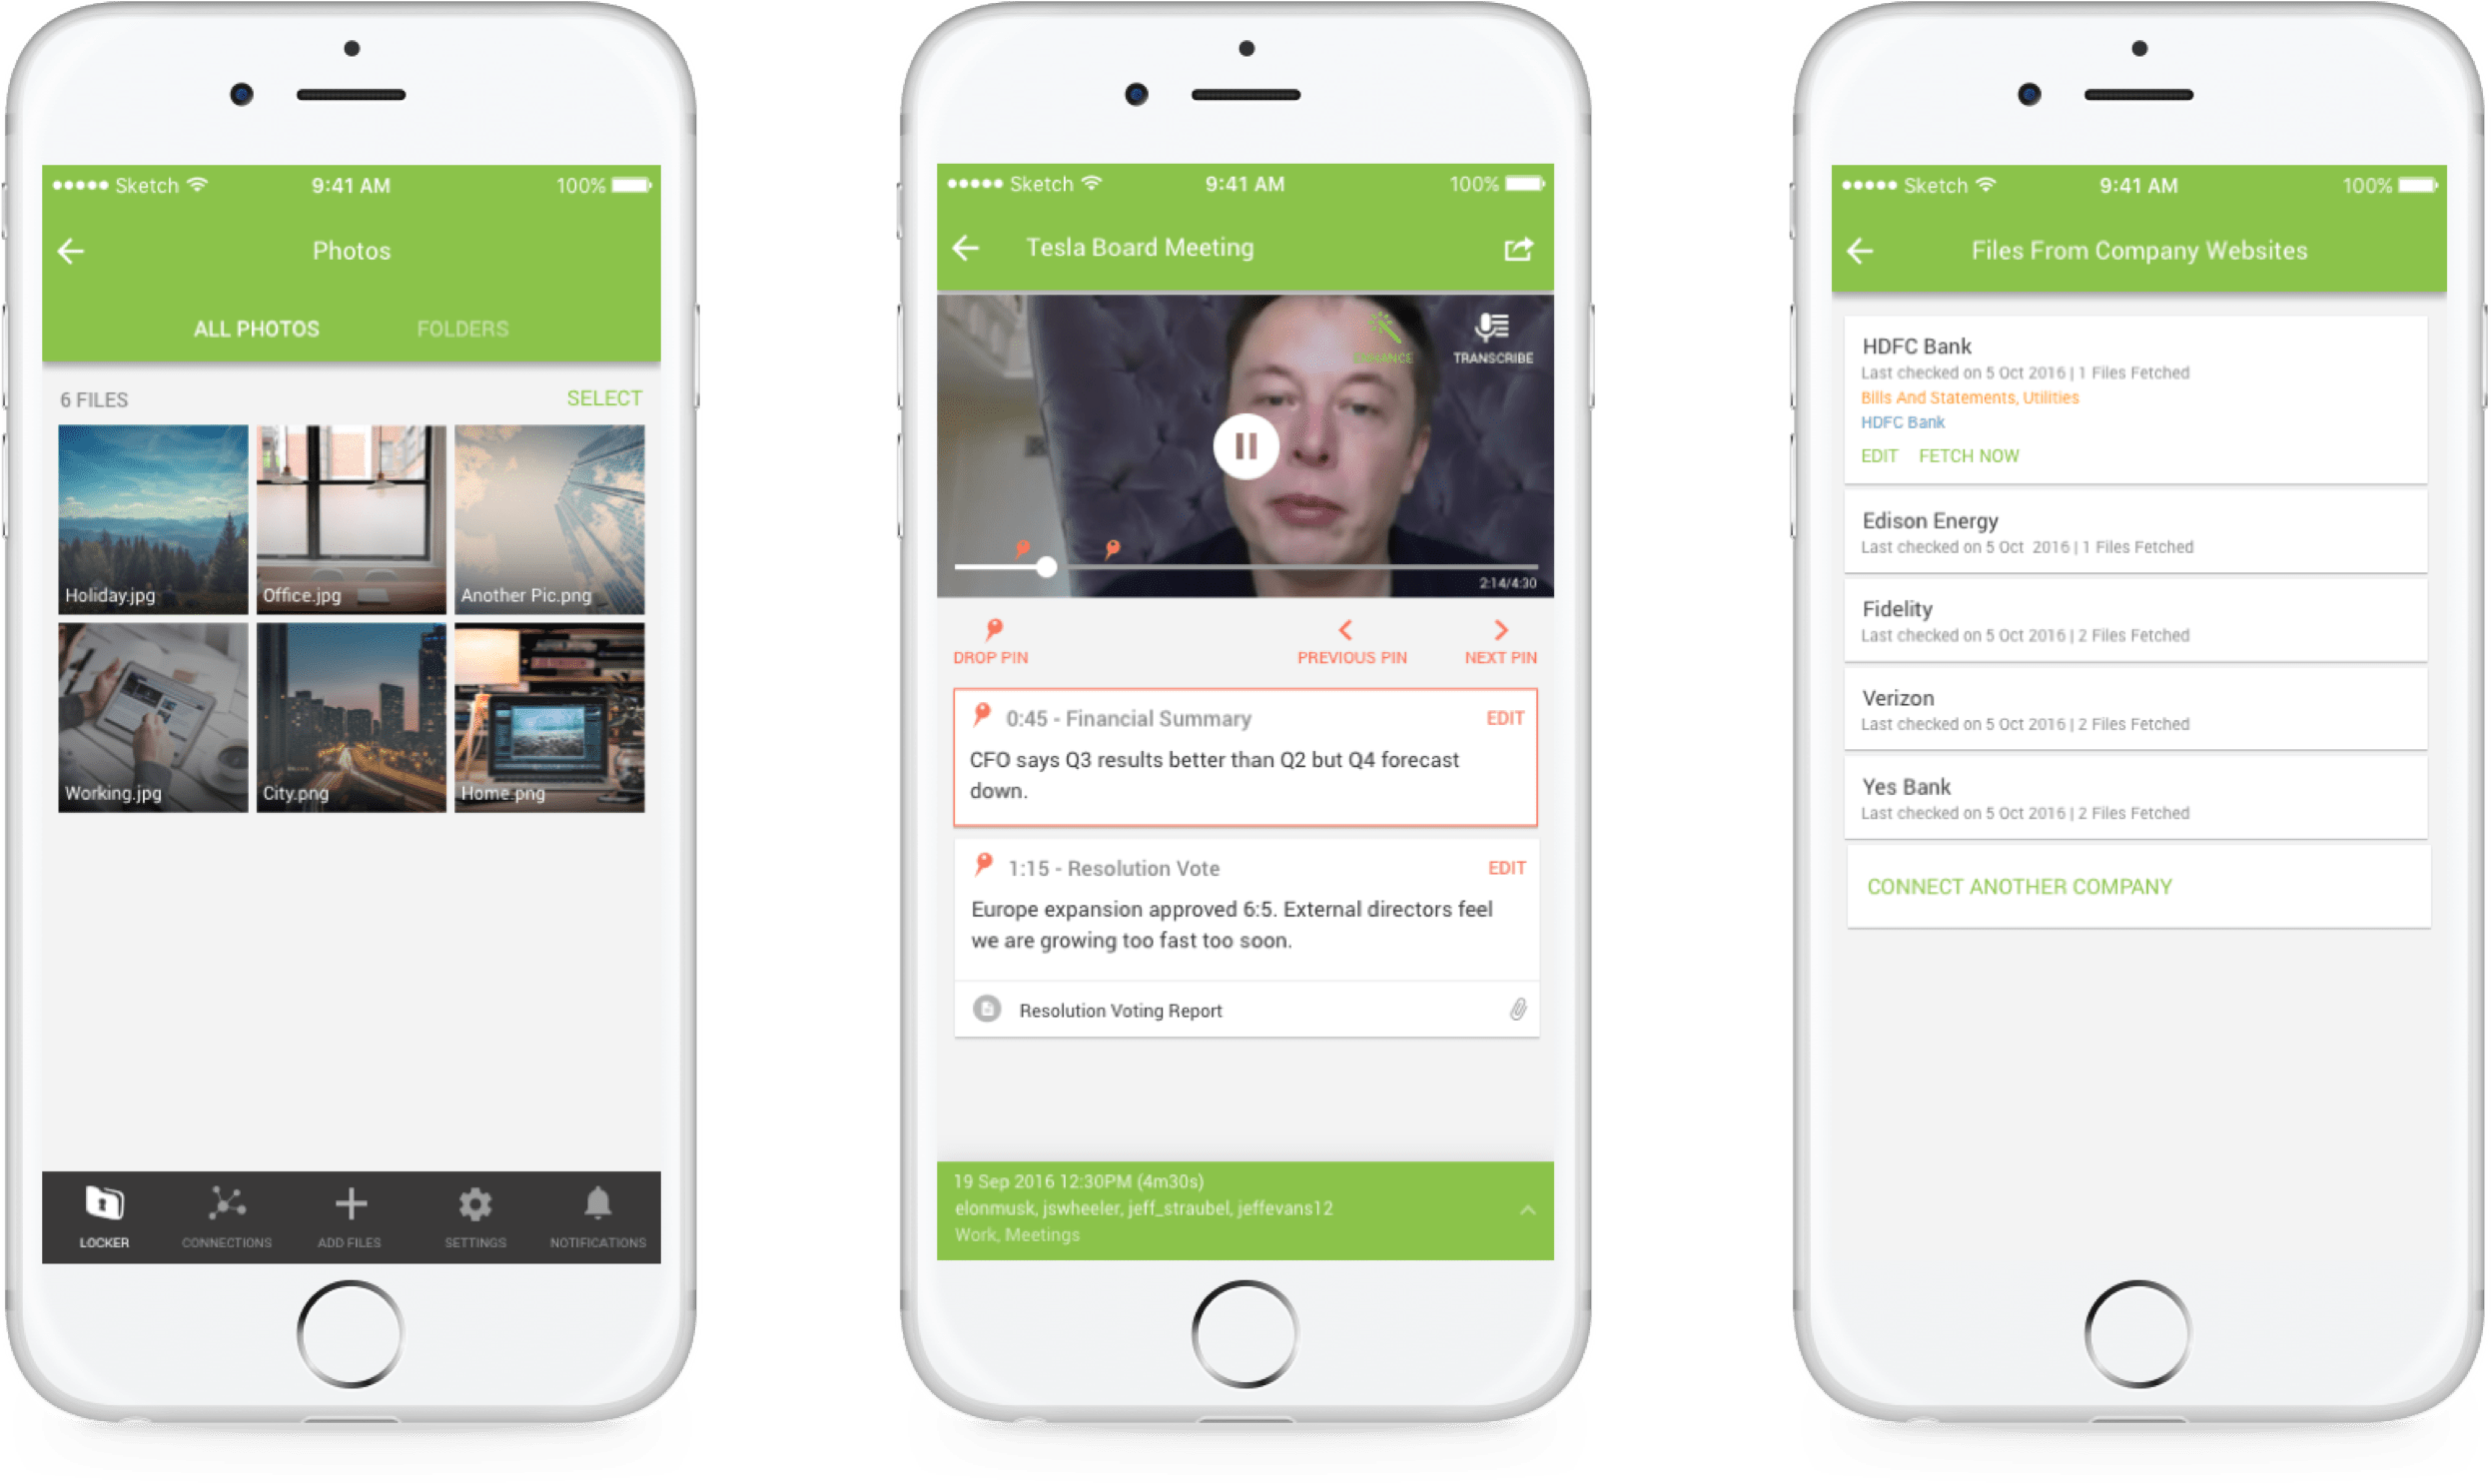 Sketch 9:41 AM 100%
Photos
ALL PHOTOS FOLDERS
6 FILES SELECT
Holiday.jpg Office.jpg Another Pic.png
Working.jpg City.png Home.png
LOCKER CONNECTIONS ADD FILES SETTINGS NOTIFICATIONS
Sketch 9:41 AM 100%
Tesla Board Meeting
ENHANCE TRANSCRIBE
2:14/4:30
DROP PIN PREVIOUS PIN NEXT PIN
0:45 - Financial Summary EDIT
CFO says Q3 results better than Q2 but Q4 forecast
down.
1:15 - Resolution Vote EDIT
Europe expansion approved 6:5. External directors feel
we are growing too fast too soon.
Resolution Voting Report
19 Sep 2016 12:30PM (4m30s)
elonmusk, jswheeler, jeff_straubel, jeffevans12
Work, Meetings
Sketch 9:41 AM 100%
Files From Company Websites
HDFC Bank
Last checked on 5 Oct 2016 | 1 Files Fetched
Bills And Statements, Utilities
HDFC Bank
EDIT FETCH NOW
Edison Energy
Last checked on 5 Oct 2016 | 1 Files Fetched
Fidelity
Last checked on 5 Oct 2016 | 2 Files Fetched
Verizon
Last checked on 5 Oct 2016 | 2 Files Fetched
Yes Bank
Last checked on 5 Oct 2016 | 2 Files Fetched
CONNECT ANOTHER COMPANY